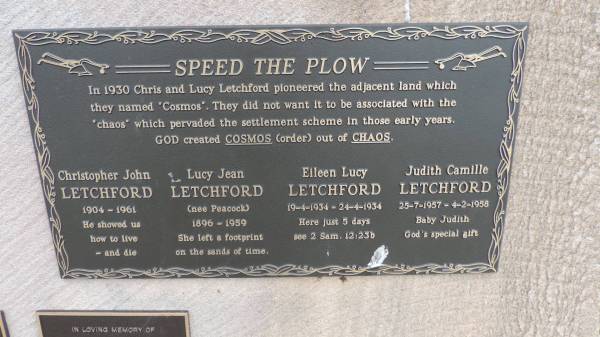 SPEED THE PLOW
In 1930 Chris and Lucy Letchford pioneered the adjacent land which
they named "Cosmos". They did not want it to be associated with the
"chaos" which pervaded the settlement scheme in those early years.
GOD created COSMOS (order) out of CHAOS.
Christopher John
LETCHFORD
1904 - 1961
He showed us
how to live
- and die
Lucy Jean
LETCHFORD
(nee Peacock)
1896 - 1959
She left a footprint
on the sands of time.
Eileen Lucy
LETCHFORD
19-4-1934 - 24-4-1934
Here just 5 days
see 2 Sam. 12:23b
Judith Camille
LETCHFORD
25-7-1957 - 4-2-1958
Baby Judith
God's special gift
IN LOVING MEMORY OF